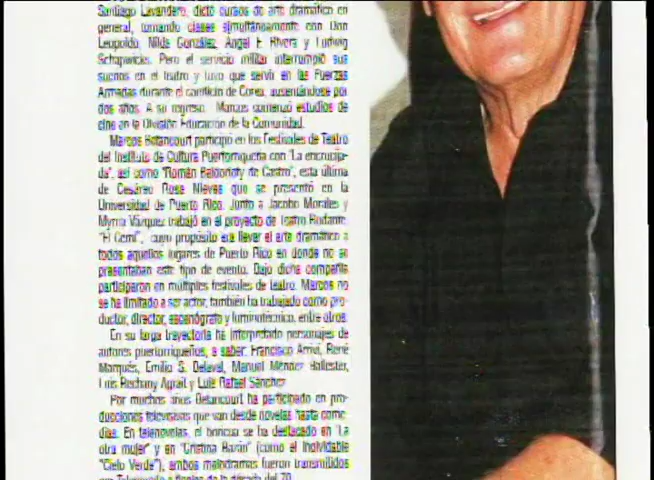 Santiago Lavandero, dictó cursos de arte dramático en
general, tomando clases simultáneamente con Don
Leopoldo, Nilda González, Angel F. Rivera y Ludwig
Schajowicks. Pero el servicio militar interrumpió sus
sueños en el teatro y tuvo que servir en las Fuerzas
Armadas durante el conflicto de Corea, ausentándose por
dos años. A su regreso, Marcos comenzó estudios de
cine en la División Educación de la Comunidad.
Marcos Betancourt participó en los Festivales de Teatro
del Instituto de Cultura Puertorriqueña con "La encrucija-
da", así como "Román Baldorioty de Castro", esta última
de Cesáreo Rosa Nieves que se presentó en la
Universidad de Puerto Rico. Junto a Jacobo Morales y
Myrna Vázquez trabajó en el proyecto de Teatro Rodante
"El Cemí", cuyo propósito era llevar el arte dramático a
todos aquellos lugares de Puerto Rico en donde no se
presentaban este tipo de evento. Bajo dicha compañía
participaron en múltiples festivales de teatro. Marcos no
se ha limitado a ser actor, también ha trabajado como pro-
ductor, director, escenógrafo y luminotécnico, entre otros.
En su larga trayectoria ha interpretado personajes de
autores puertorriqueños, a saber: Francisco Arriví, René
Marqués, Emilio S. Belaval, Manuel Méndez Ballester,
Luis Rechany Agrait y Luis Rafael Sánchez
Por muchos años Betancourt ha participado en pro-
ducciones televisivas que van desde novelas hasta come-
dias. En telenovelas, el boricua se ha destacado en "La
otra mujer" y en "Cristina Bazán" (como el inolvidable
"Cielo Verde"), ambos melodramas fueron transmitidos
por Telemundo a finales de la década del 70.